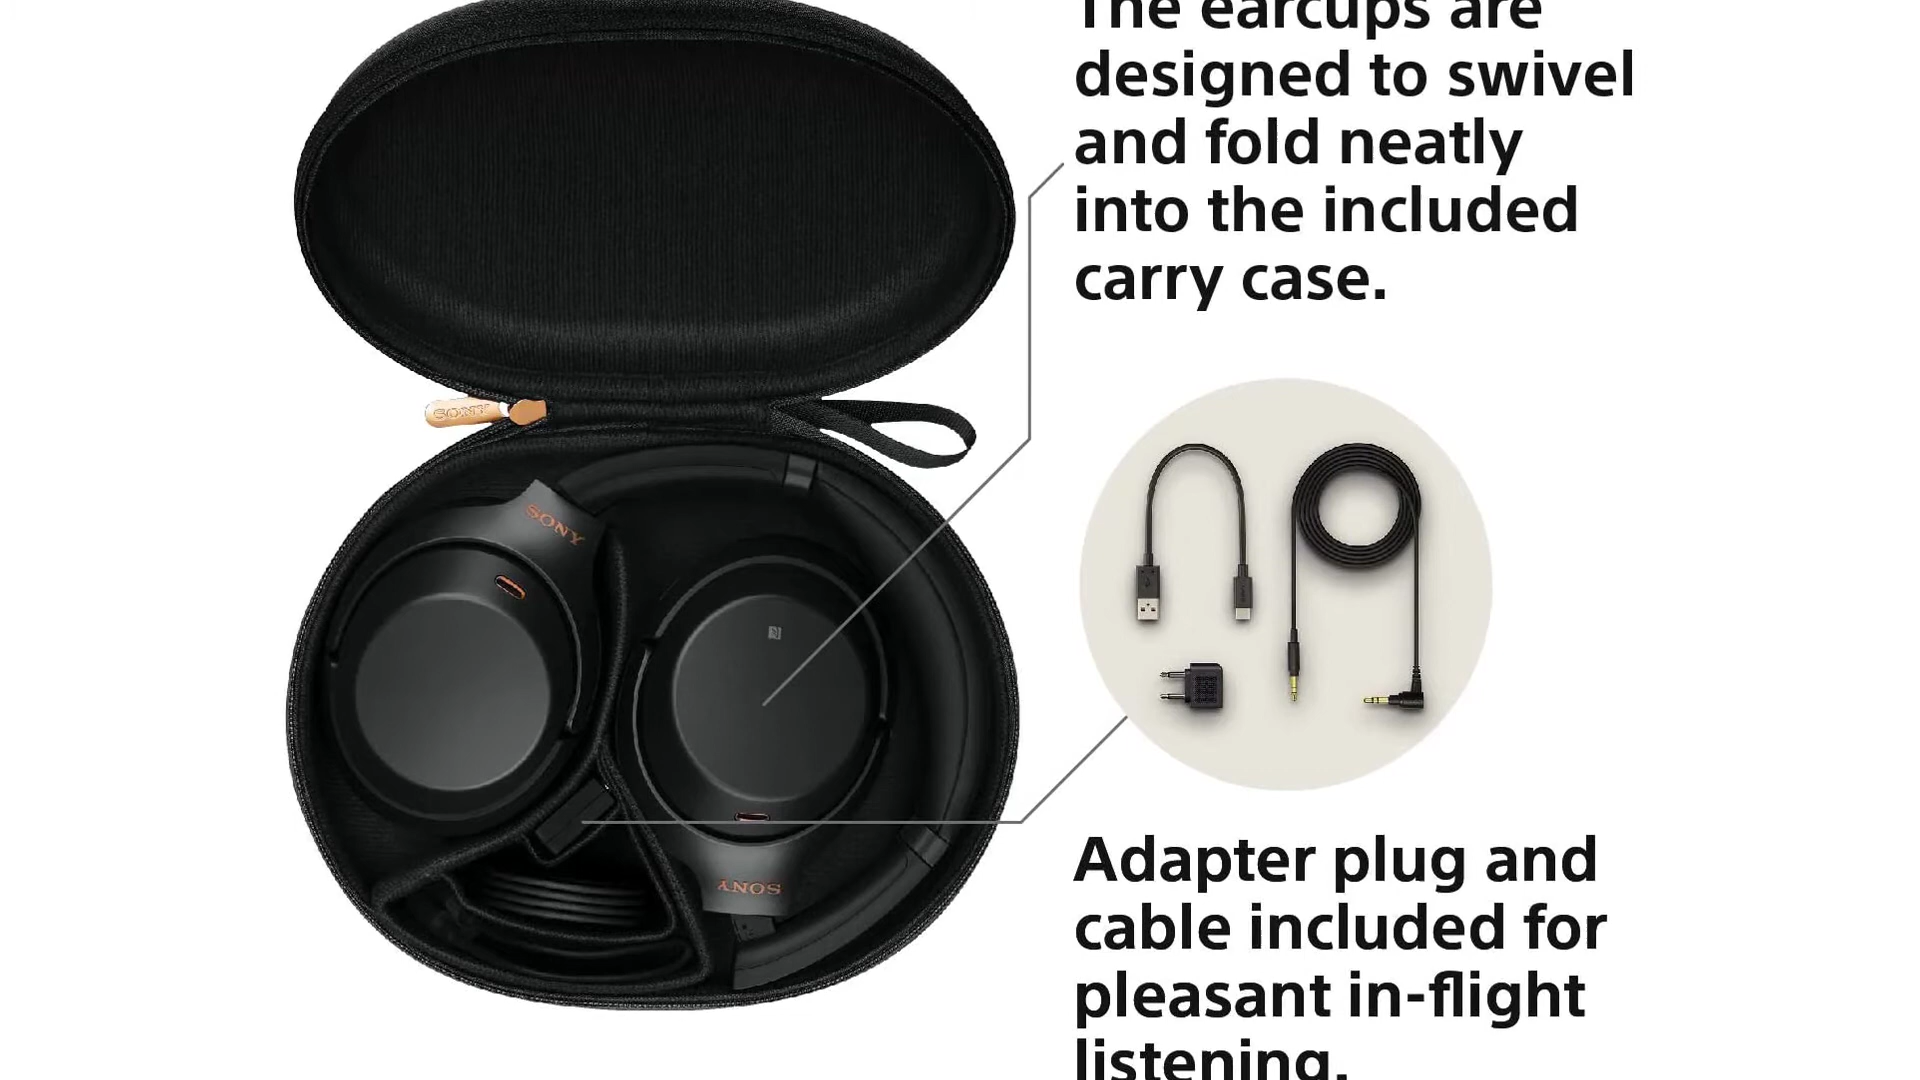 The earcups are
designed to swivel
and fold neatly
into the included
carry case.
SONY
SONY
SONY
Adapter plug and
cable included for
pleasant in-flight
listening.